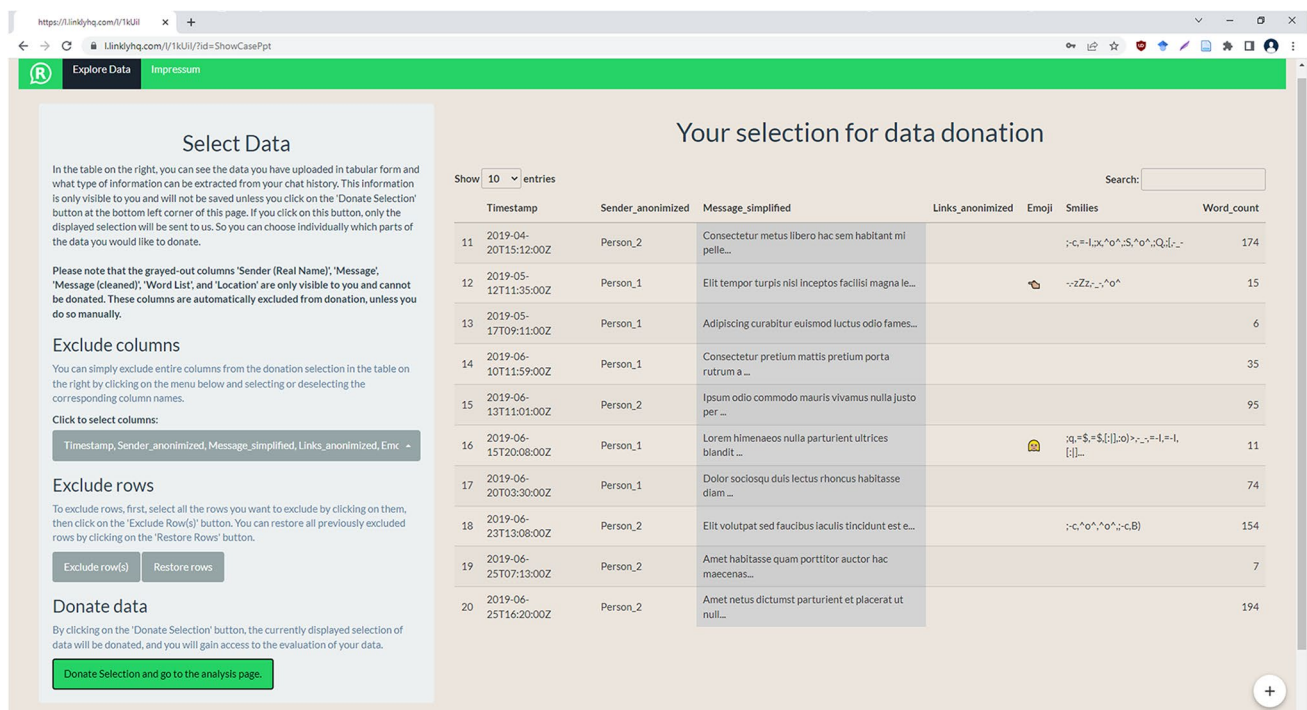 https://l.linklyhq.com/l/1kUil
l.linklyhq.com/l/1kUil/?id=ShowCasePpt
R
Explore Data
Impressum
Select Data
In the table on the right, you can see the data you have uploaded in tabular form and
what type of information can be extracted from your chat history. This information
is only visible to you and will not be saved unless you click on the 'Donate Selection'
button at the bottom left corner of this page. If you click on this button, only the
displayed selection will be sent to us. So you can choose individually which parts of
the data you would like to donate.
Please note that the grayed-out columns 'Sender (Real Name)', 'Message',
'Message (cleaned)', 'Word List', and 'Location' are only visible to you and cannot
be donated. These columns are automatically excluded from donation, unless you
do so manually.
Exclude columns
You can simply exclude entire columns from the donation selection in the table on
the right by clicking on the menu below and selecting or deselecting the
corresponding column names.
Click to select columns:
Timestamp, Sender_anonimized, Message_simplified, Links_anonimized, Emc
Exclude rows
To exclude rows, first, select all the rows you want to exclude by clicking on them,
then click on the 'Exclude Row(s)' button. You can restore all previously excluded
rows by clicking on the 'Restore Rows' button.
Exclude row(s)
Restore rows
Donate data
By clicking on the 'Donate Selection' button, the currently displayed selection of
data will be donated, and you will gain access to the evaluation of your data.
Donate Selection and go to the analysis page.
Your selection for data donation
Show 10 entries
Search:
Timestamp Sender_anonimized Message_simplified Links_anonimized Emoji Smilies Word_count
11 2019-04-20T15:12:00Z Person_2 Consectetur metus libero hac sem habitant mi pelle... ;-c,=-I,;x,^o^,:S,^o^,;Q,;[,-_- 174
12 2019-05-12T11:35:00Z Person_1 Elit tempor turpis nisl inceptos facilisi magna le... -.-zZz,-_-,^o^ 15
13 2019-05-17T09:11:00Z Person_1 Adipiscing curabitur euismod luctus odio fames... 6
14 2019-06-10T11:59:00Z Person_1 Consectetur pretium mattis pretium porta rutrum a ... 35
15 2019-06-13T11:01:00Z Person_2 Ipsum odio commodo mauris vivamus nulla justo per ... 95
16 2019-06-15T20:08:00Z Person_1 Lorem himenaeos nulla parturient ultrices blandit ... ;q,=$,=$,[:|],:o)>,-_-,=-I,=-I,[:|]... 11
17 2019-06-20T03:30:00Z Person_1 Dolor sociosqu duis lectus rhoncus habitasse diam ... 74
18 2019-06-23T13:08:00Z Person_2 Elit volutpat sed faucibus iaculis tincidunt est e... ;-c,^o^,^o^,;-c,B) 154
19 2019-06-25T07:13:00Z Person_2 Amet habitasse quam porttitor auctor hac maecenas... 7
20 2019-06-25T16:20:00Z Person_2 Amet netus dictumst parturient et placerat ut null... 194